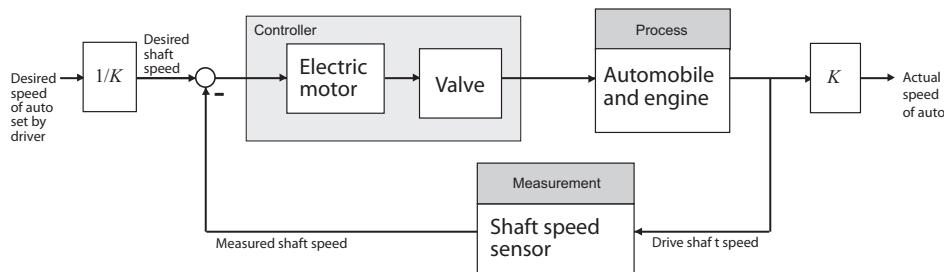 Desired
speed
of auto
set by
driver
1/K
Desired
shaft
speed
-
Controller
Electric
motor
Valve
Process
Automobile
and engine
K
Actual
speed
of auto
Measurement
Shaft speed
sensor
Measured shaft speed
Drive shaf t speed